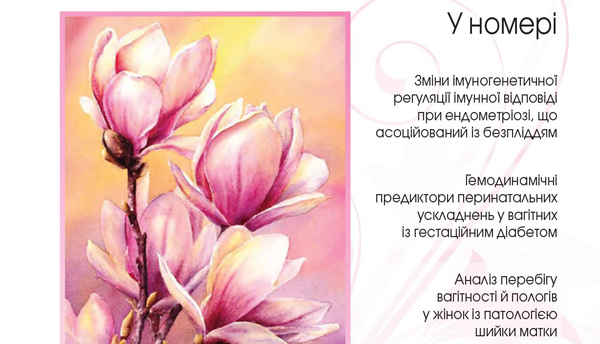 У номері
Зміни імуногенетичної
регуляції імунної відповіді
при ендометріозі, що
асоційований із безпліддям
Гемодинамічні
предиктори перинатальних
ускладнень у вагітних
із гестаційним діабетом
Аналіз перебігу
вагітності й пологів
у жінок із патологією
шийки матки